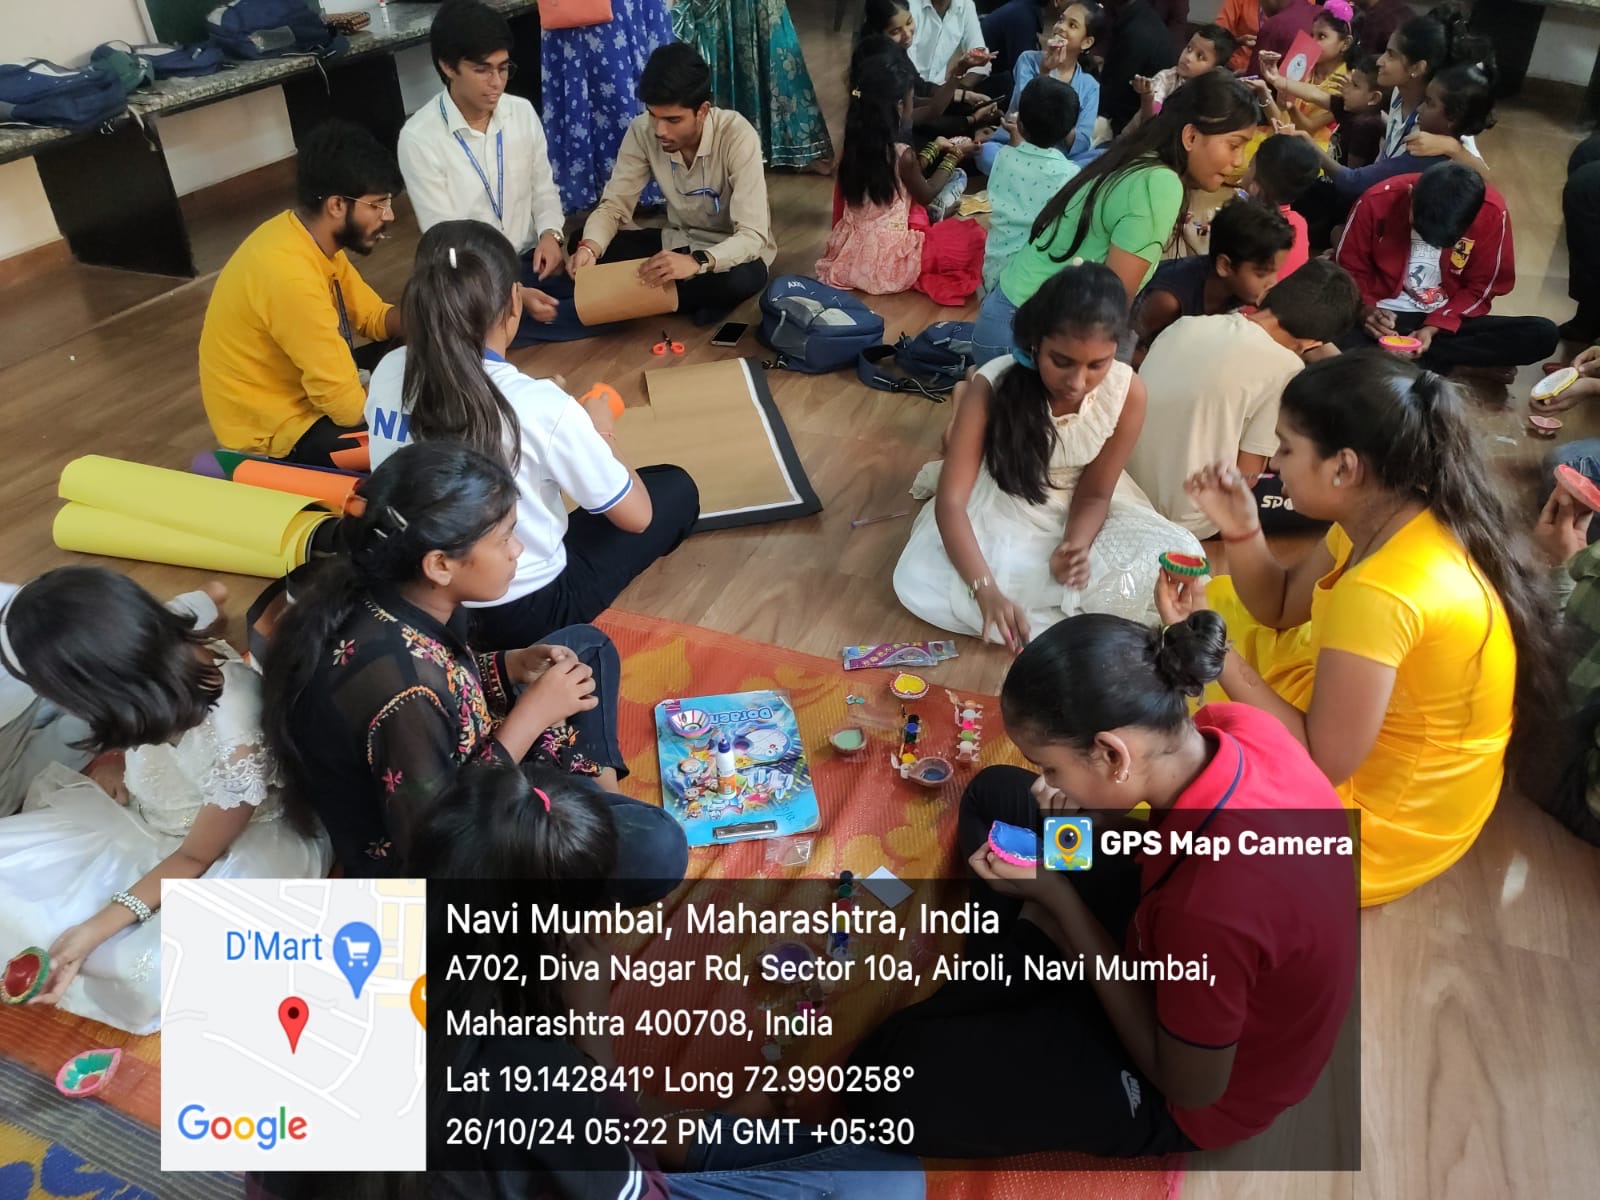 NI
GPS Map Camera
D'Mart
Google
Navi Mumbai, Maharashtra, India
A702, Diva Nagar Rd, Sector 10a, Airoli, Navi Mumbai,
Maharashtra 400708, India
Lat 19.142841° Long 72.990258°
26/10/24 05:22 PM GMT +05:30